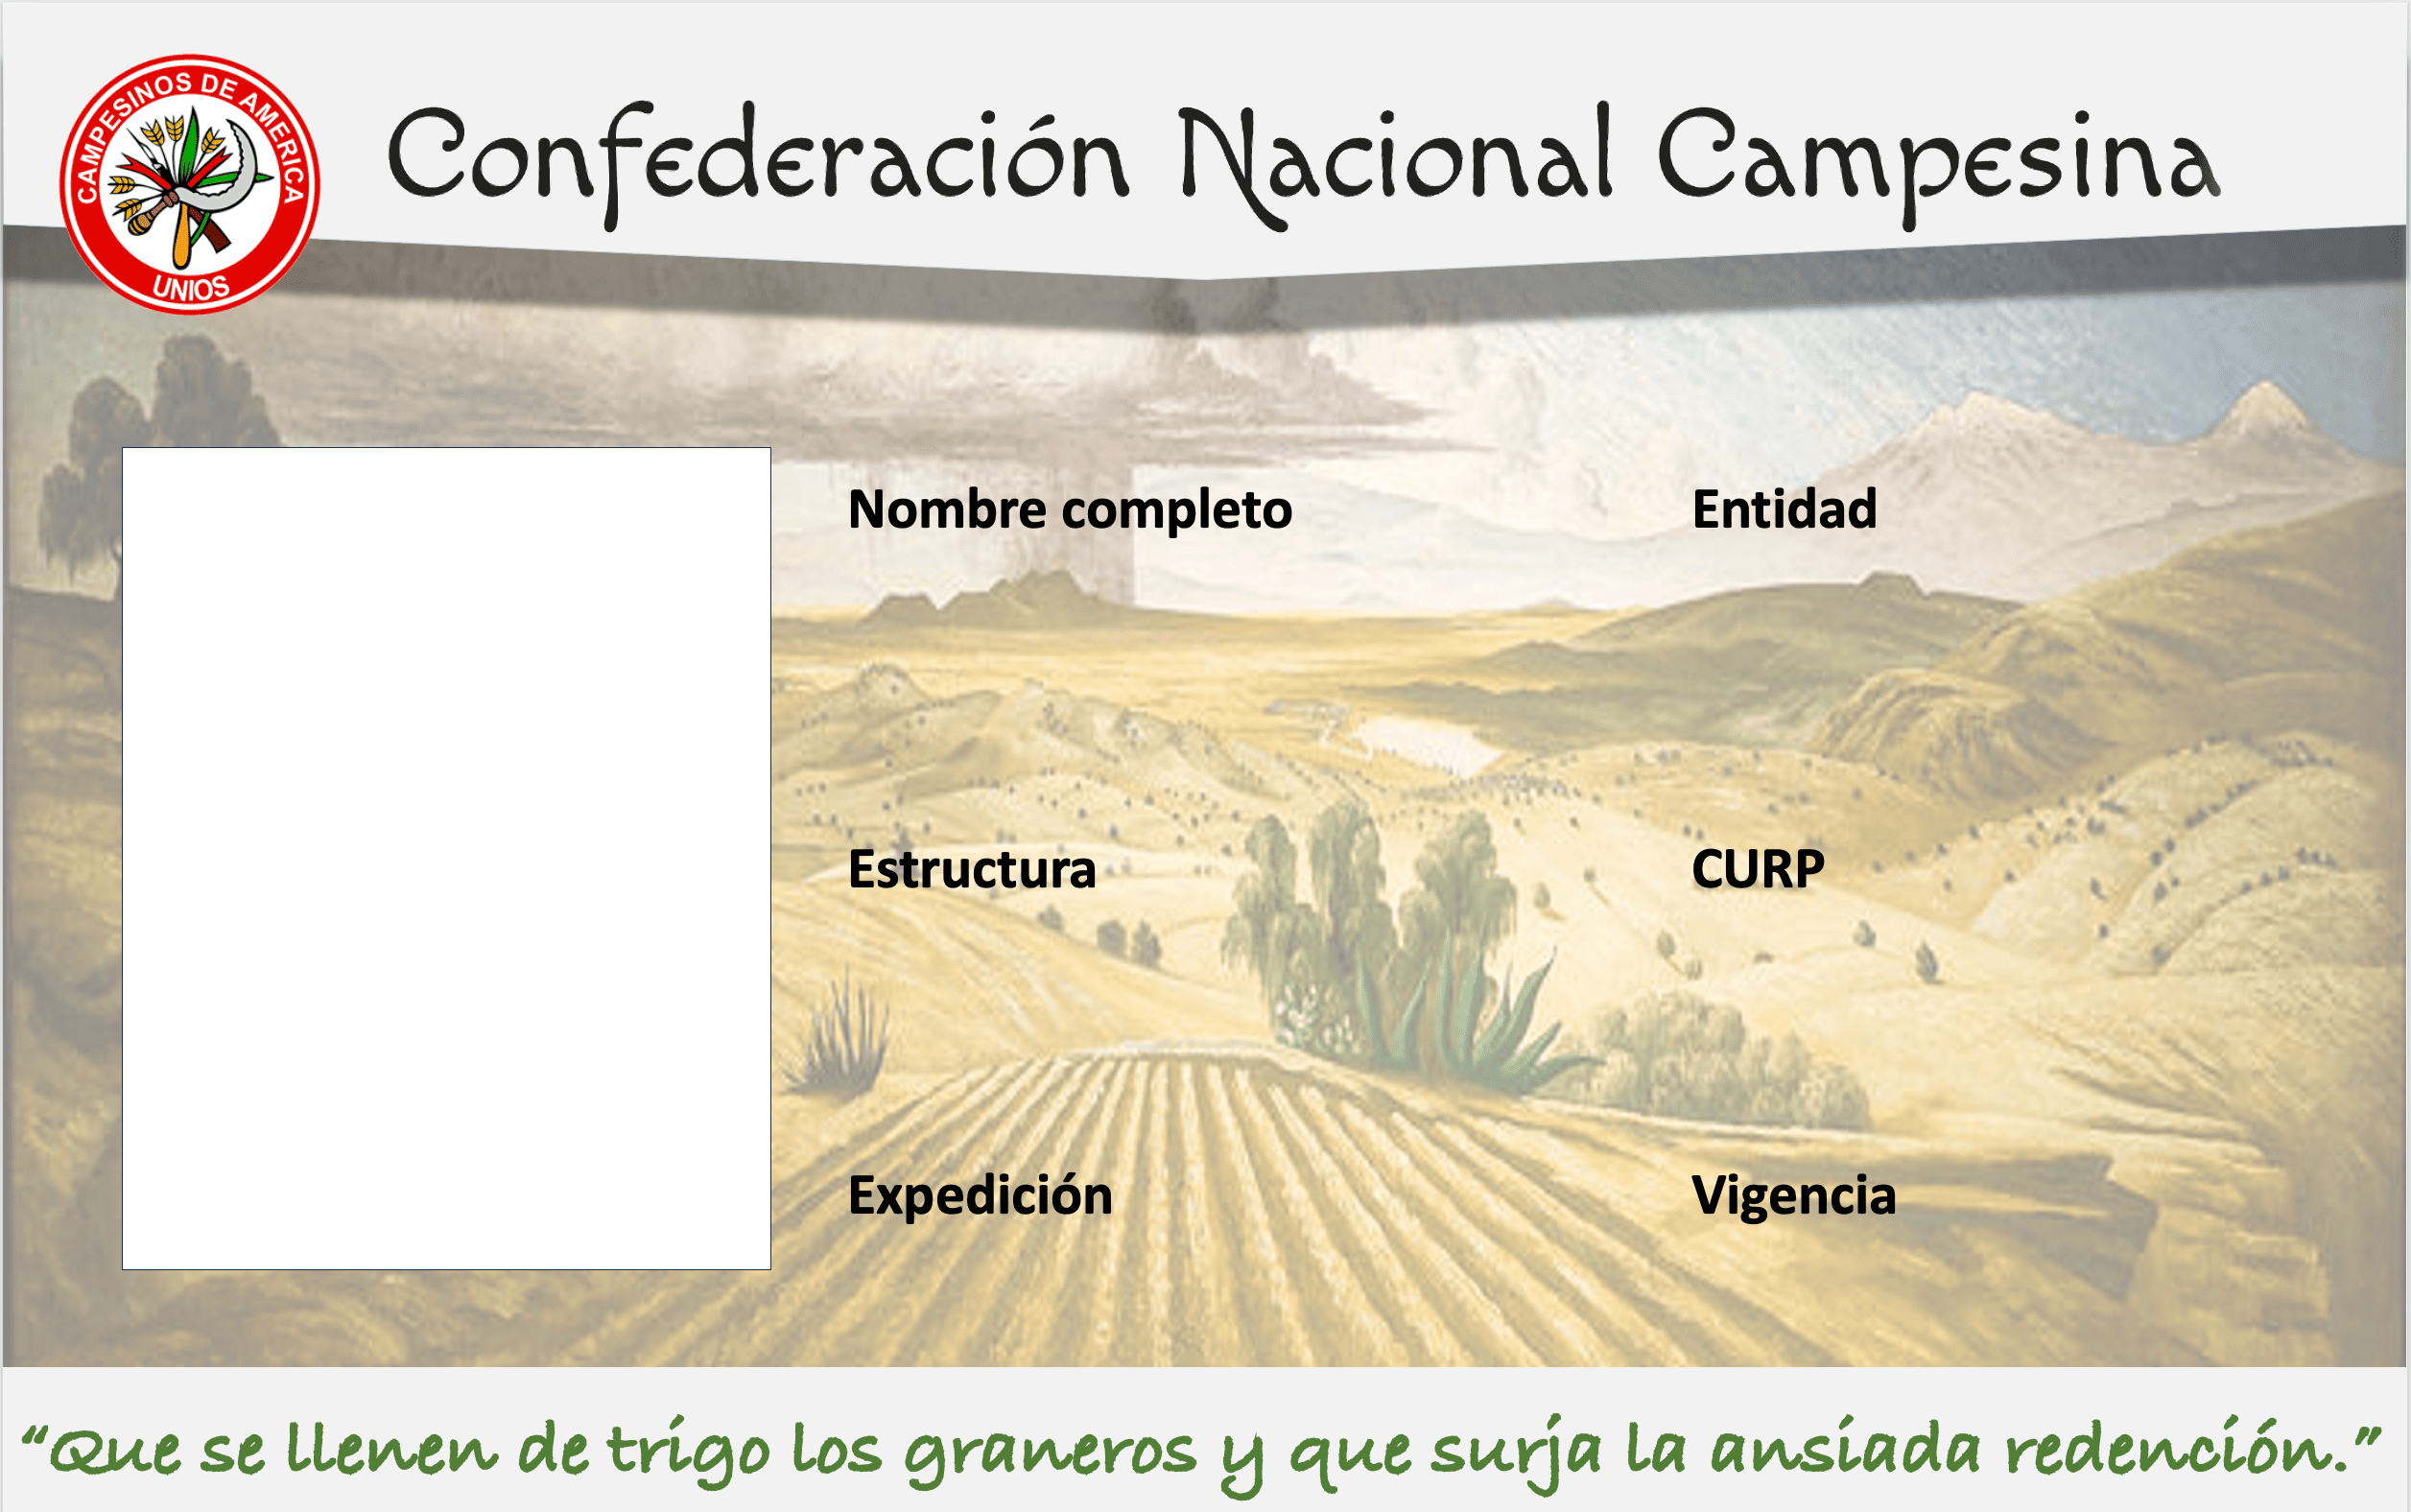 CAMPESINOS DE AMERICA
UNIOS
Confederación Nacional Campesina
Nombre completo
Entidad
Estructura
CURP
Expedición
Vigencia
“Que se llenen de trigo los graneros y que surja la ansiada redención.”